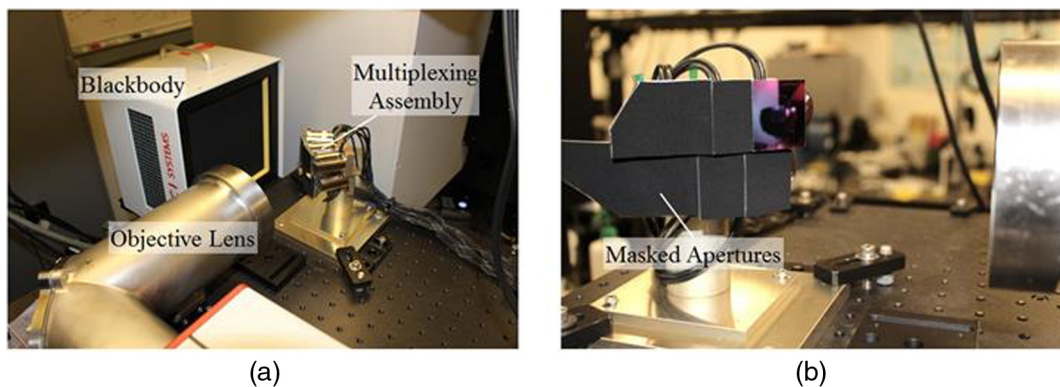 Blackbody
Multiplexing
Assembly
SYSTEMS
Objective Lens
Masked Apertures
(a)
(b)